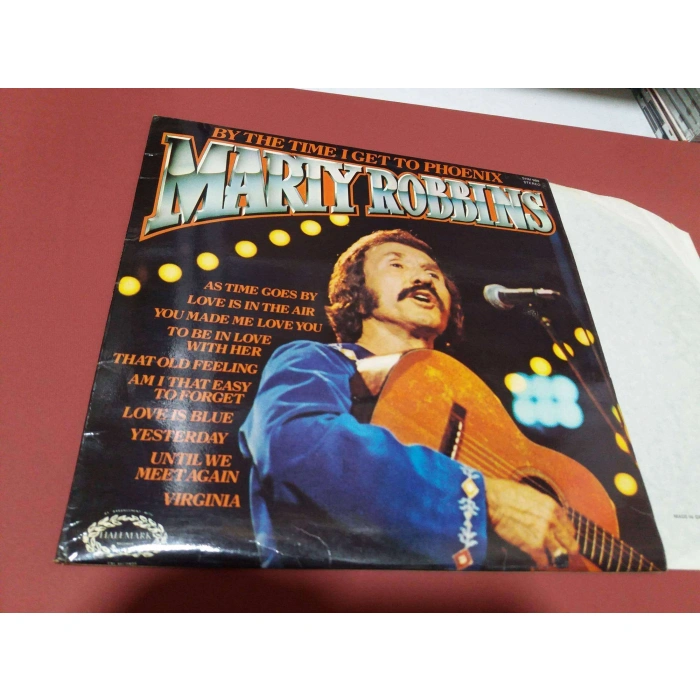 BY THE TIME I GET TO PHOENIX
MARTY ROBBINS
STEREO
AS TIME GOES BY
LOVE IS IN THE AIR
YOU MADE ME LOVE YOU
TO BE IN LOVE
WITH HER
THAT OLD FEELING
AM I THAT EASY
TO FORGET
LOVE IS BLUE
YESTERDAY
UNTIL WE
MEET AGAIN
VIRGINIA
HALLMARK